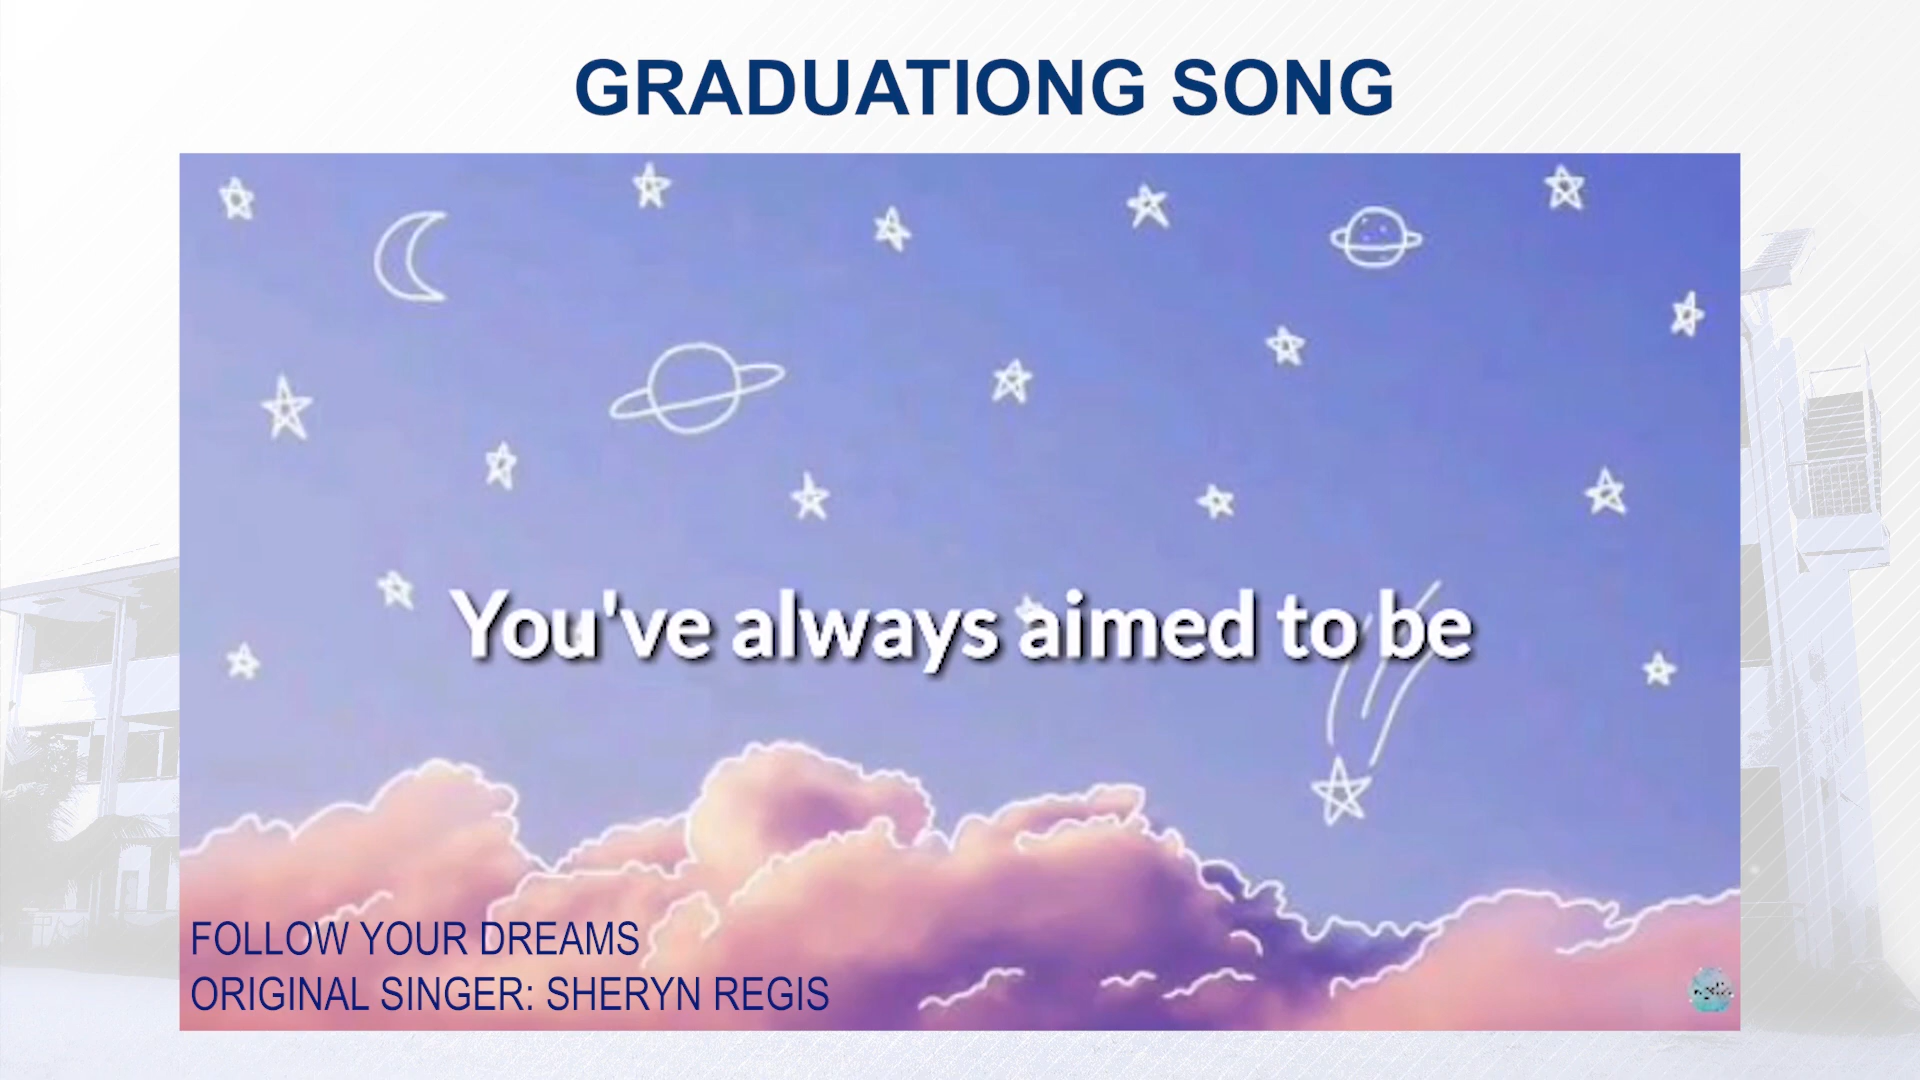 GRADUATIONG SONG
You've always aimed to be
FOLLOW YOUR DREAMS
ORIGINAL SINGER: SHERYN REGIS